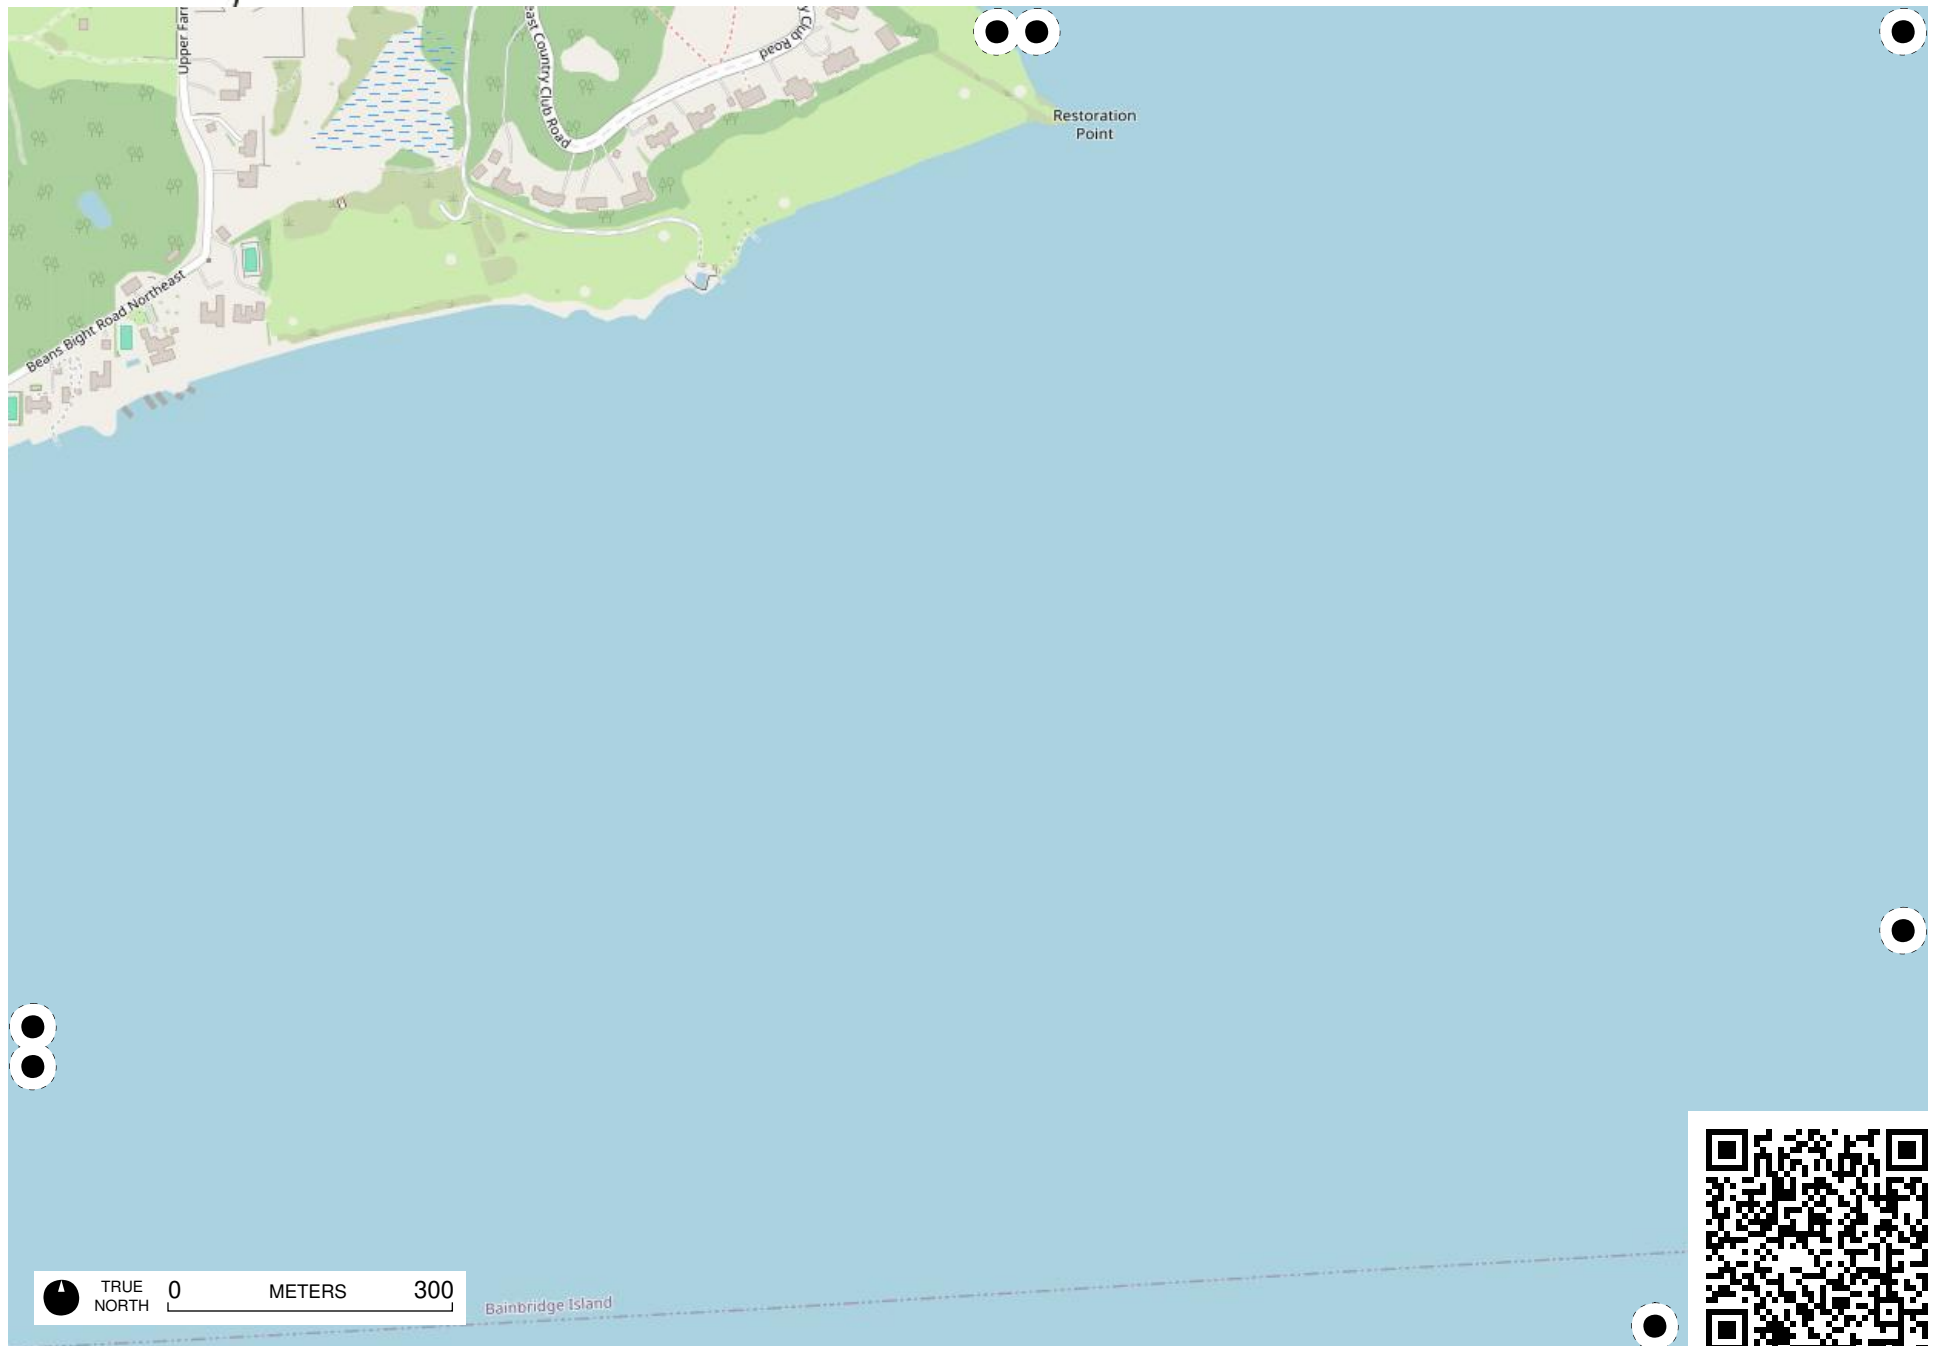 Upper Farm
east Country Club Road
y Club Road
Restoration
Point
Beans Bight Road Northeast
TRUE
NORTH
0 METERS 300
Bainbridge Island